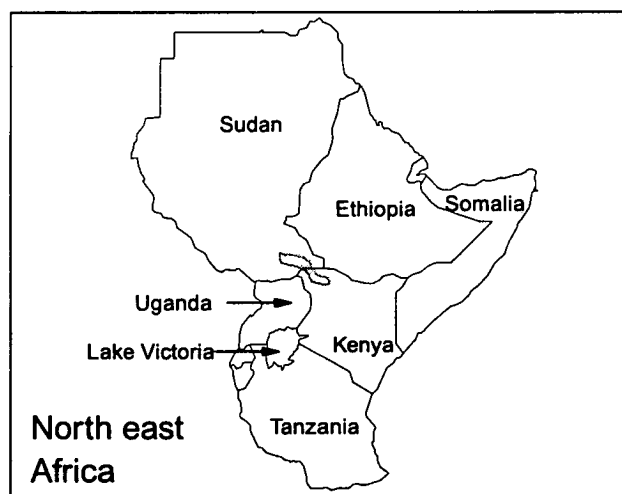 Sudan
Ethiopia
Somalia
Uganda
Lake Victoria
Kenya
Tanzania
North east
Africa